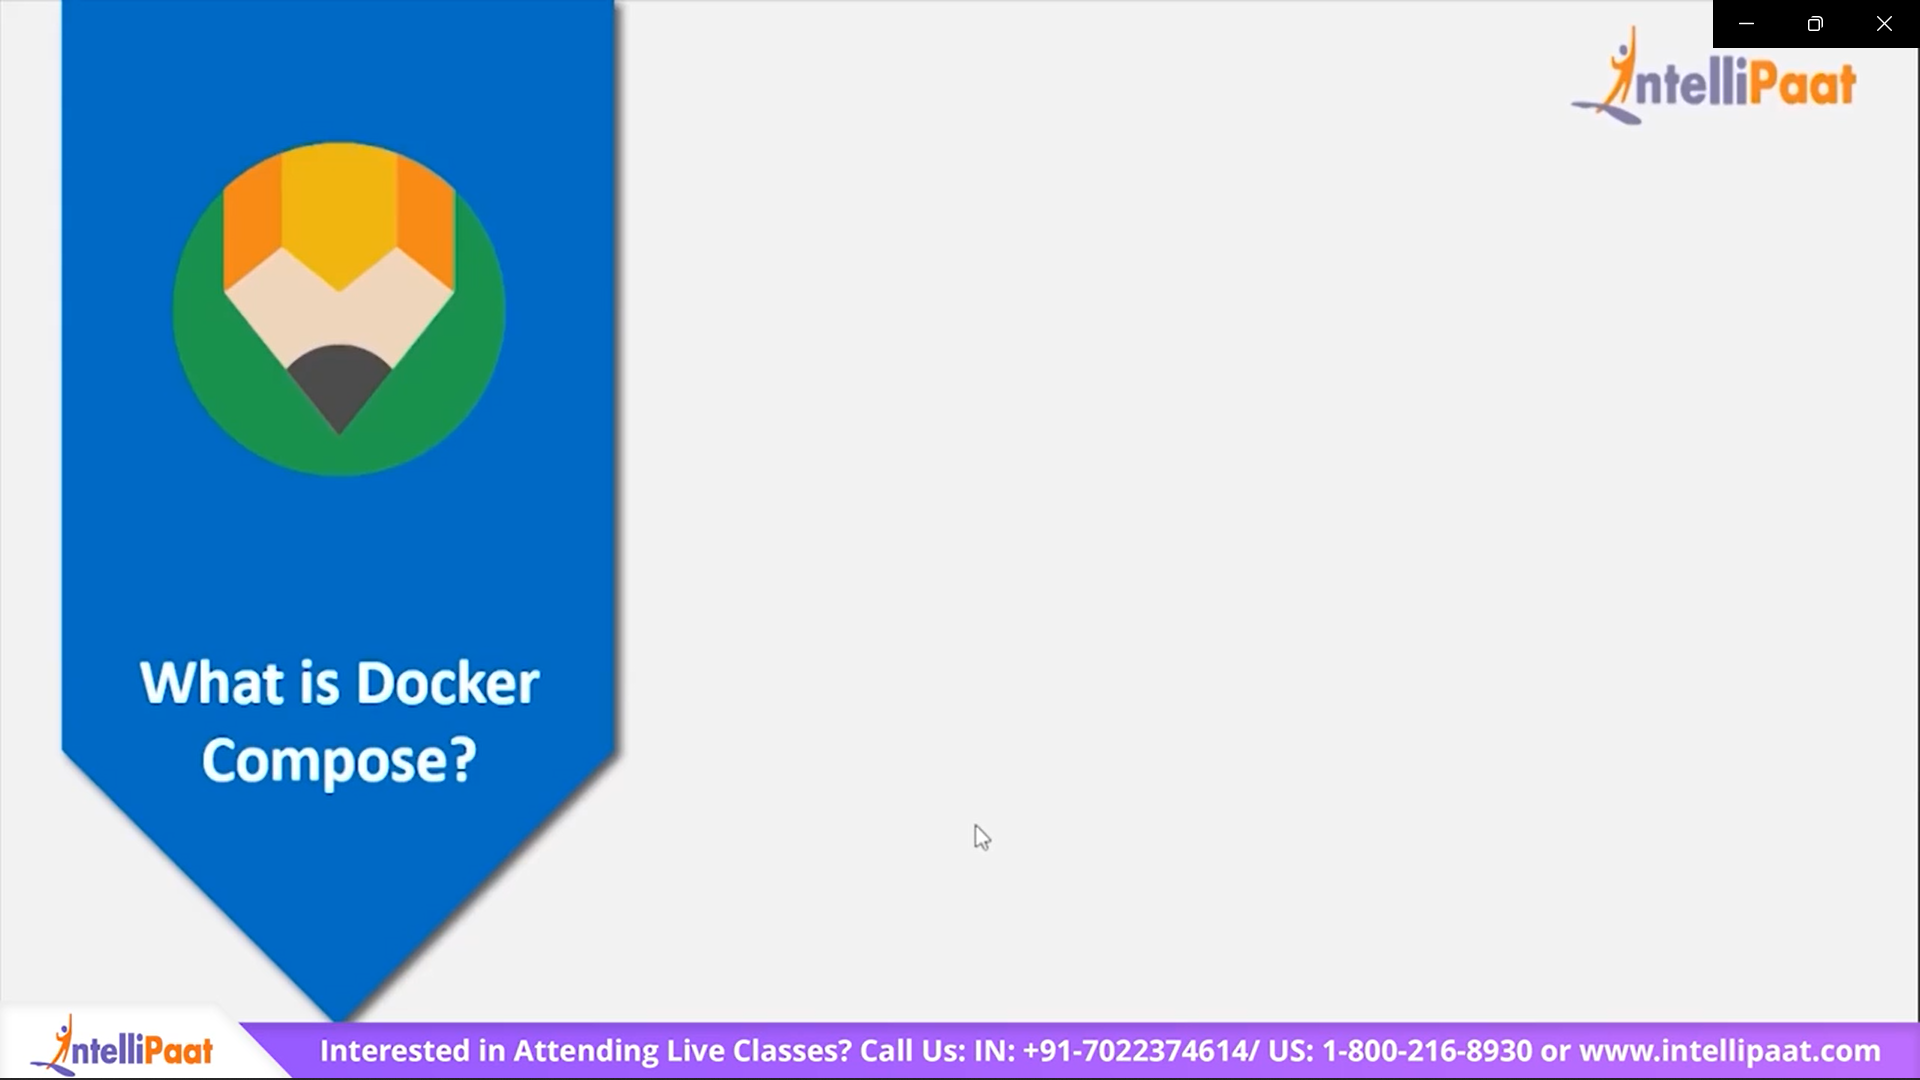 IntelliPaat
What is Docker
Compose?
IntelliPaat
Interested in Attending Live Classes? Call Us: IN: +91-7022374614/ US: 1-800-216-8930 or www.intellipaat.com